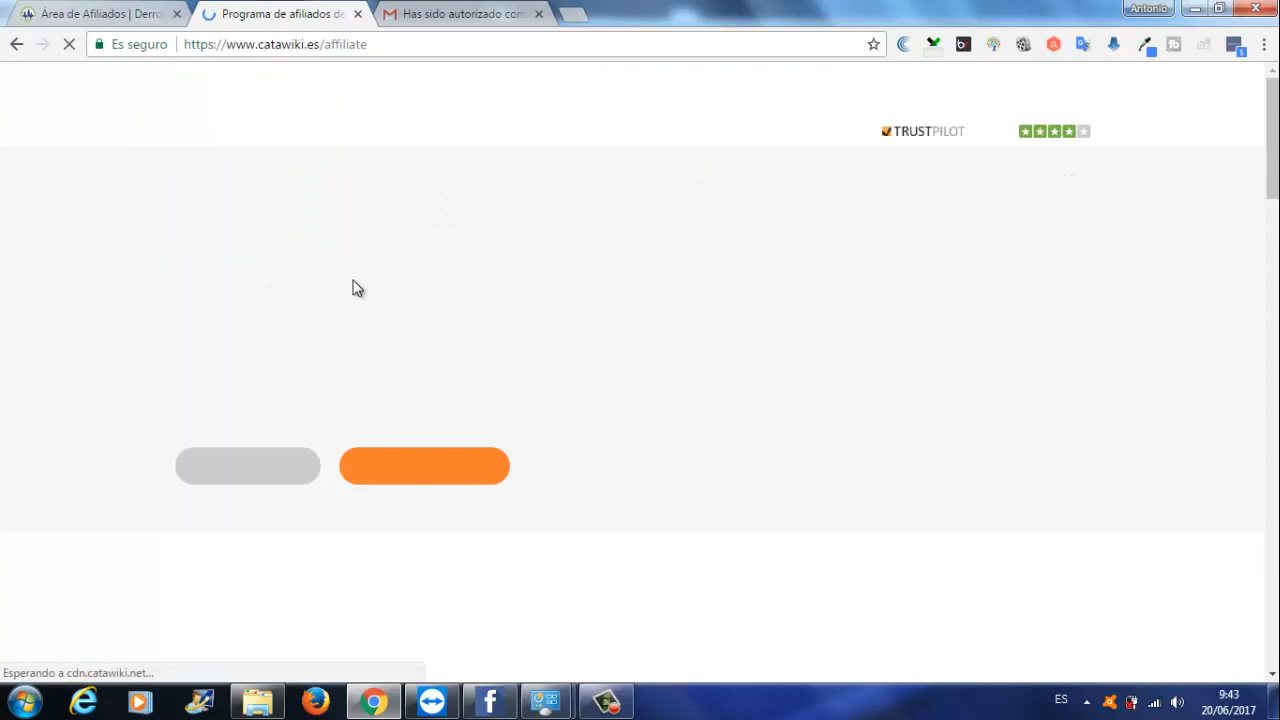 Área de Afiliados | Derro
Programa de afiliados de
Has sido autorizado com
Antonio
Es seguro
https://www.catawiki.es/affiliate
TRUSTPILOT
Esperando a cdn.catawiki.net...
ES
9:43
20/06/2017